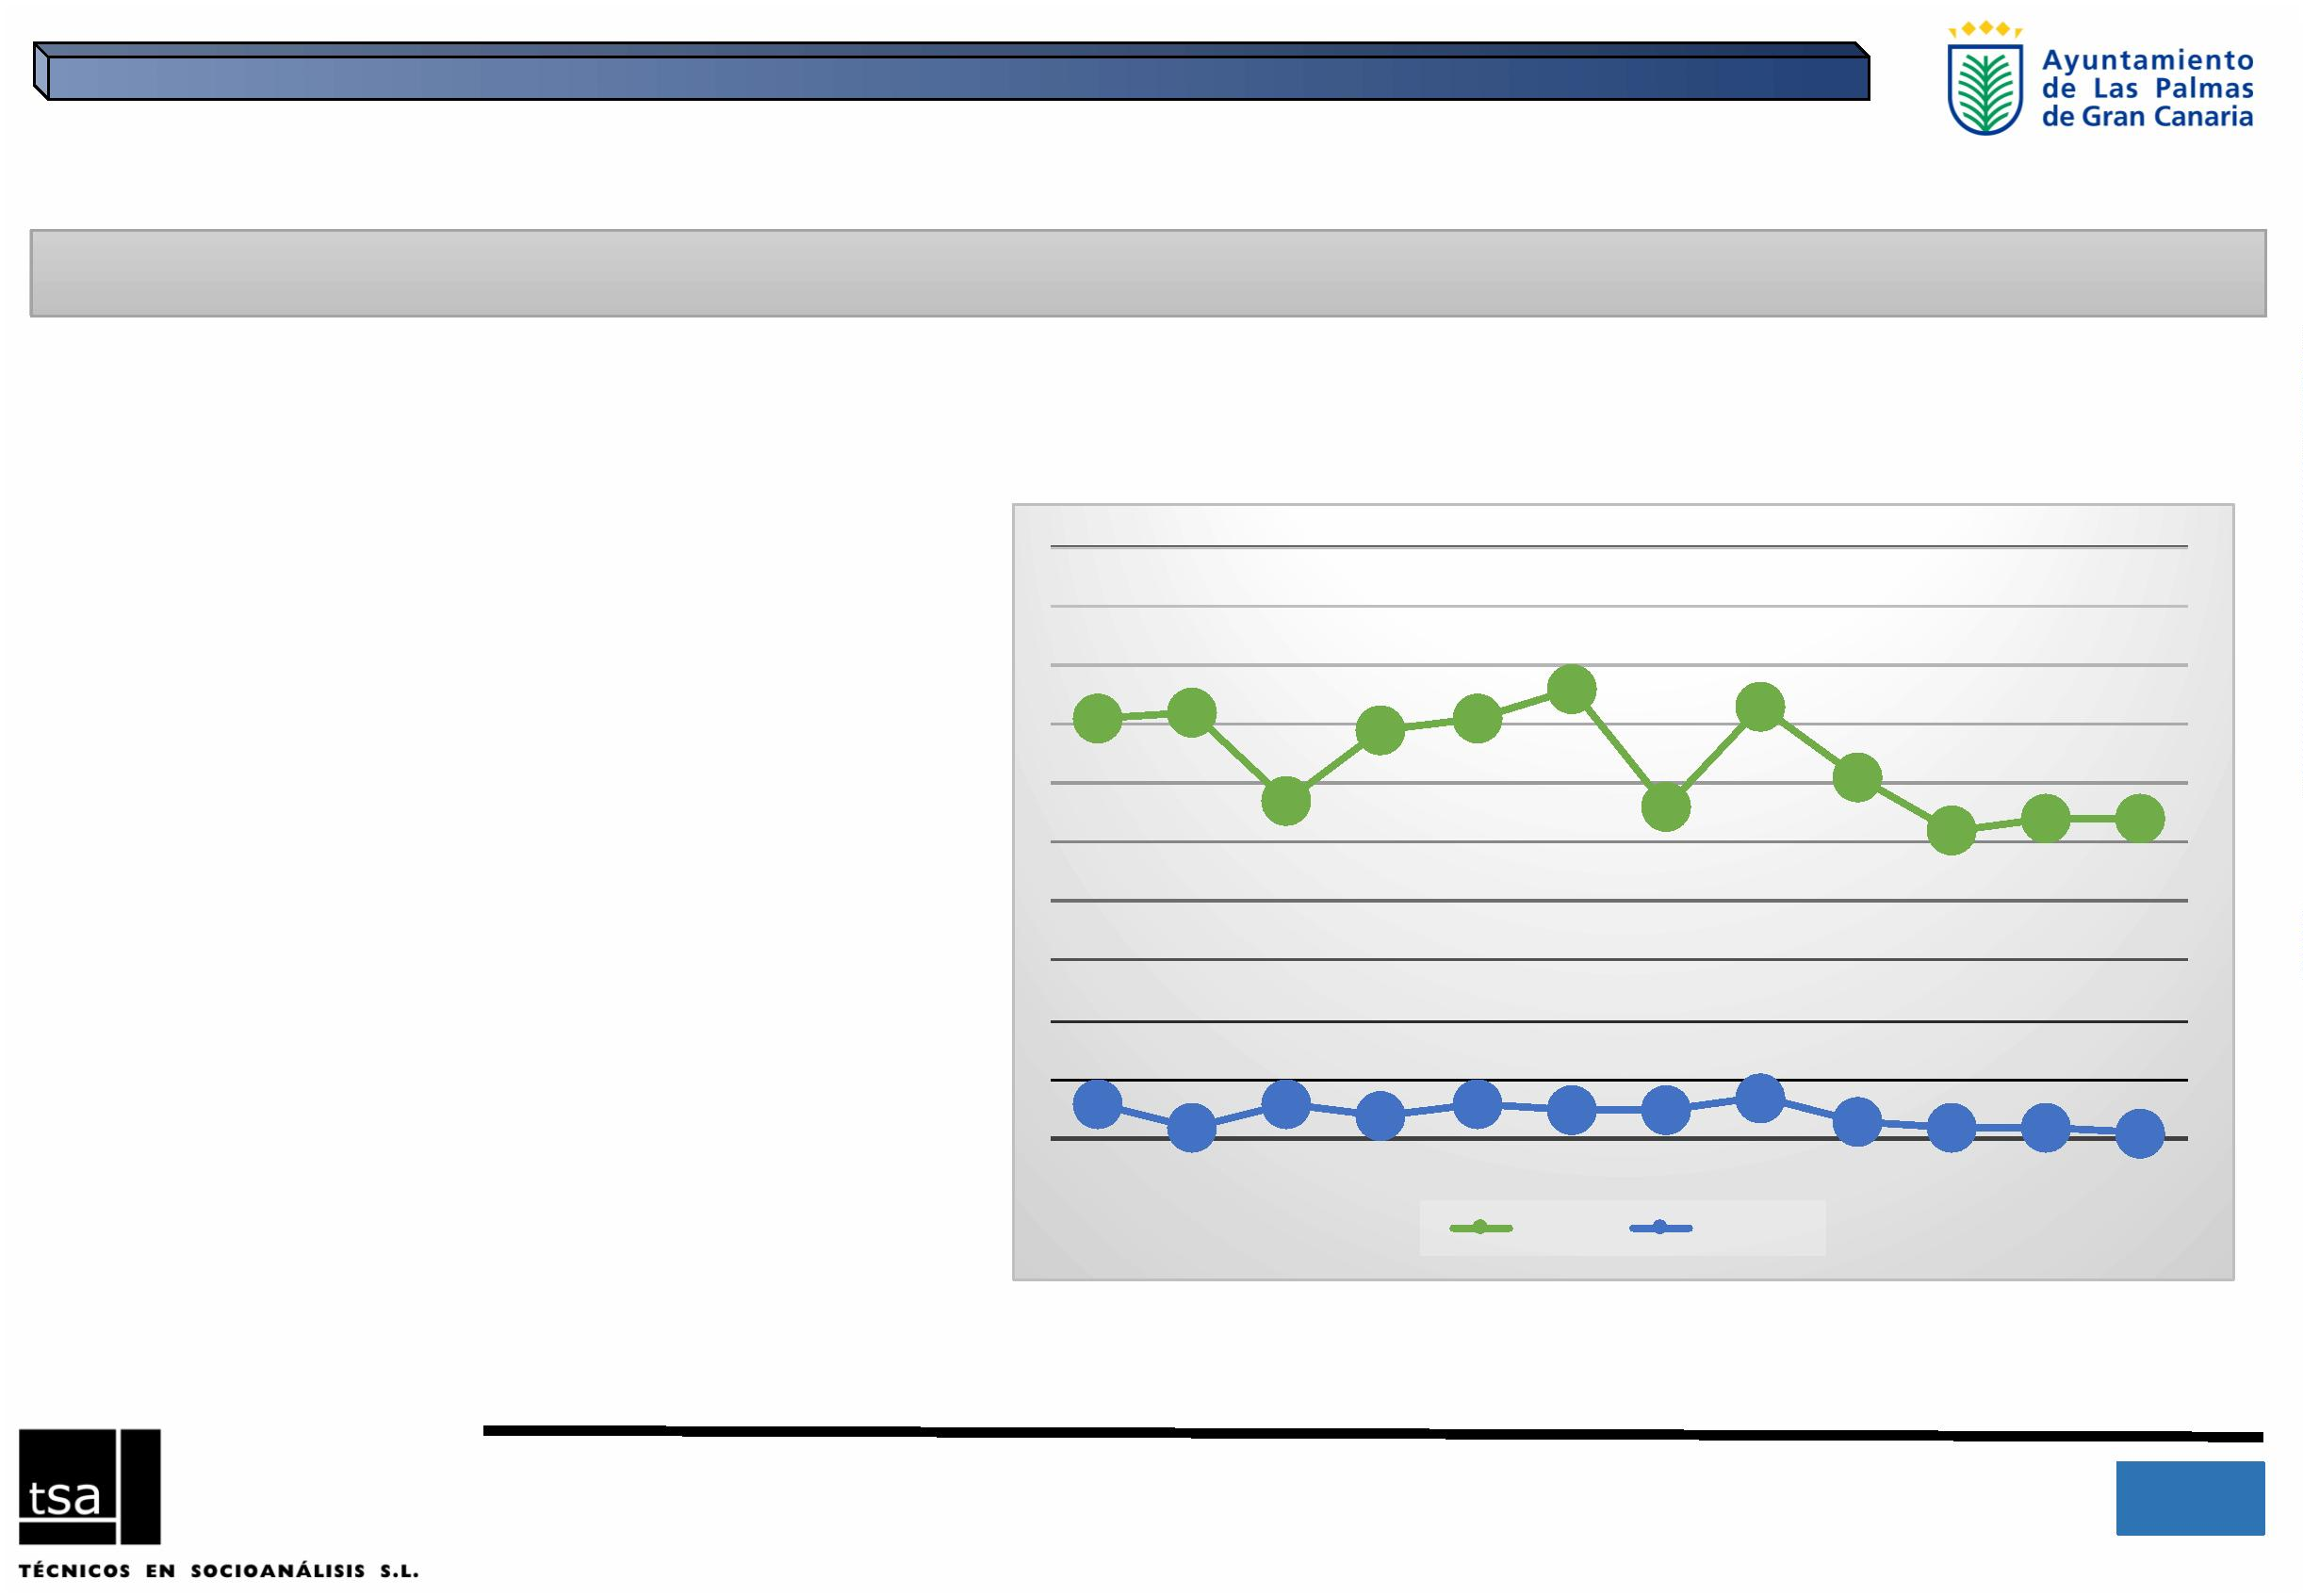 Ayuntamiento
de Las Palmas
de Gran Canaria
tsa
TÉCNICOS EN SOCIOANÁLISIS S.L.